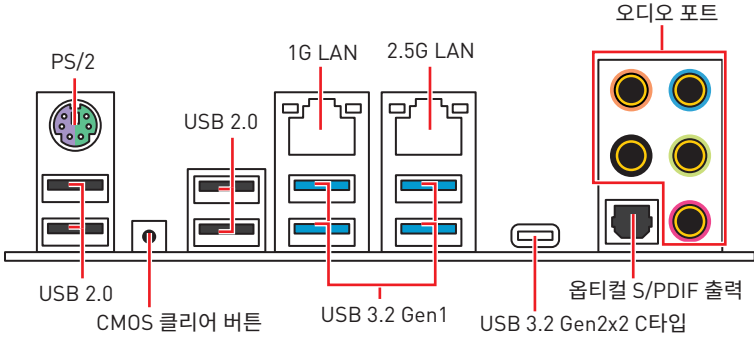 오디오 포트
1G LAN
2.5G LAN
PS/2
USB 2.0
USB 2.0
CMOS 클리어 버튼
USB 3.2 Gen1
옵티컬 S/PDIF 출력
USB 3.2 Gen2x2 C타입